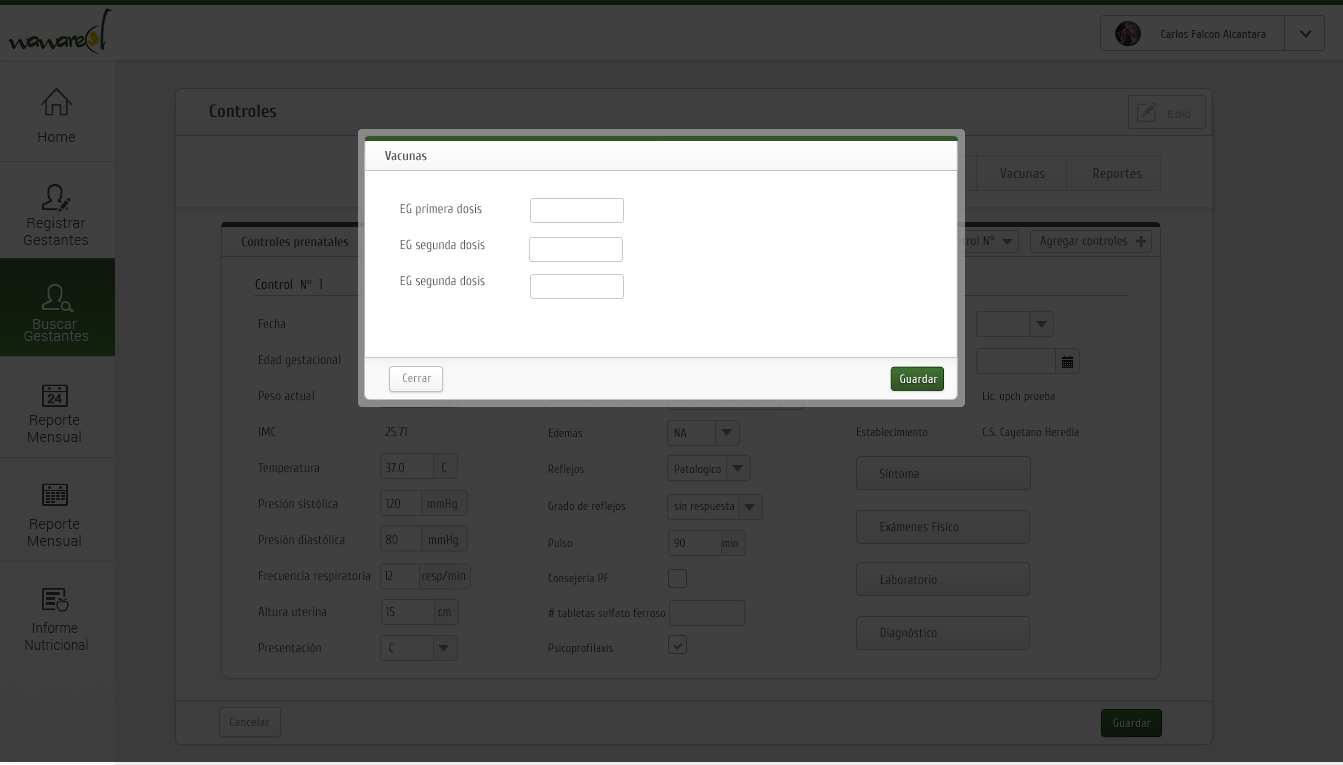 wawared
Carlos Falcon Alcantara
Home
Registrar
Gestantes
Buscar
Gestantes
24
Reporte
Mensual
Reporte
Mensual
Informe
Nutricional
Controles
Edid
Vacunas
Reportes
Controles prenatales
rol N°
Agregar controles
Control N° 1
Vacunas
EG primera dosis
EG segunda dosis
EG segunda dosis
Cerrar
Guardar
Fecha
Edad gestacional
Peso actual
IMC 25.71
Temperatura 37.0 C
Presión sistólica 120 mmHg
Presión diastólica 80 mmHg
Frecuencia respiratoria 12 resp/min
Altura uterina 15 cm
Presentación C
Edemas NA
Reflejos Patologico
Grado de reflejos sin respuesta
Pulso 90 min
Consejeria PF
# tabletas sulfato ferroso
Psicoprofilaxis
Lic. upch prueba
Establecimiento C.S. Cayetano Heredia
Síntoma
Exámenes Físico
Laboratorio
Diagnóstico
Cancelar
Guardar